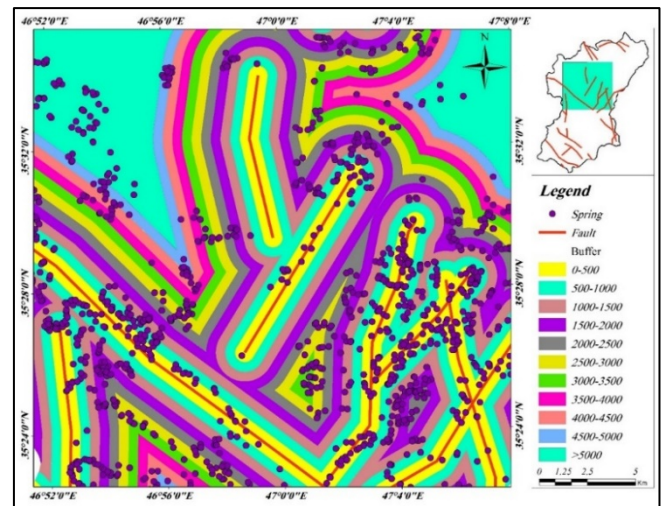 46°52'0"E 46°56'0"E 47°0'0"E 47°4'0"E 47°8'0"E
N
35°32'0"N 35°32'0"N
35°28'0"N 35°28'0"N
35°24'0"N 35°24'0"N
46°52'0"E 46°56'0"E 47°0'0"E 47°4'0"E
Legend
Spring
Fault
Buffer
0-500
500-1000
1000-1500
1500-2000
2000-2500
2500-3000
3000-3500
3500-4000
4000-4500
4500-5000
>5000
0 1.25 2.5 5
Km